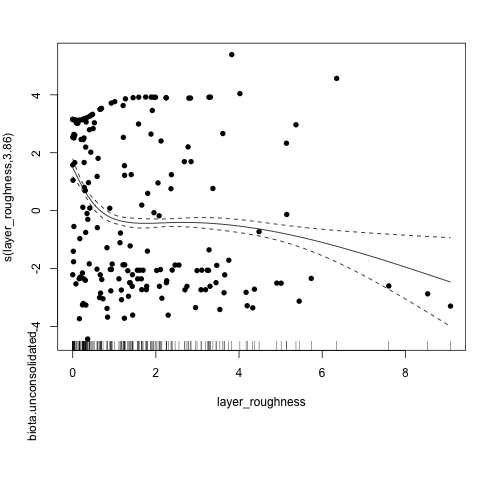 s(layer_roughness,3.86)
biota.unconsolidated
4
2
0
-2
-4
0 2 4 6 8
layer_roughness